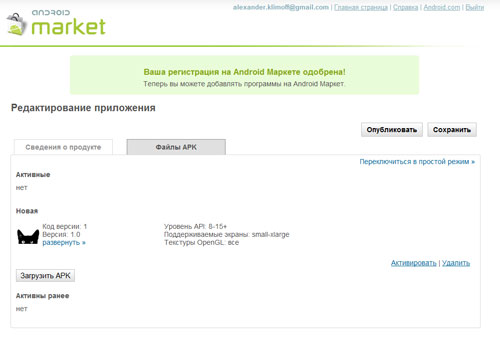 alexander.klimoff@gmail.com | Главная страница | Справка | Android.com | Выйти
ANDROID
market
Ваша регистрация на Android Маркете одобрена!
Теперь вы можете добавлять программы на Android Маркет.
Редактирование приложения
Опубликовать Сохранить
Сведения о продукте Файлы APK
Переключиться в простой режим »
Активные
нет
Новая
Код версии: 1 Уровень API: 8-15+
Версия: 1.0 Поддерживаемые экраны: small-xlarge
развернуть » Текстуры OpenGL: все
Активировать | Удалить
Загрузить APK
Активны ранее
нет